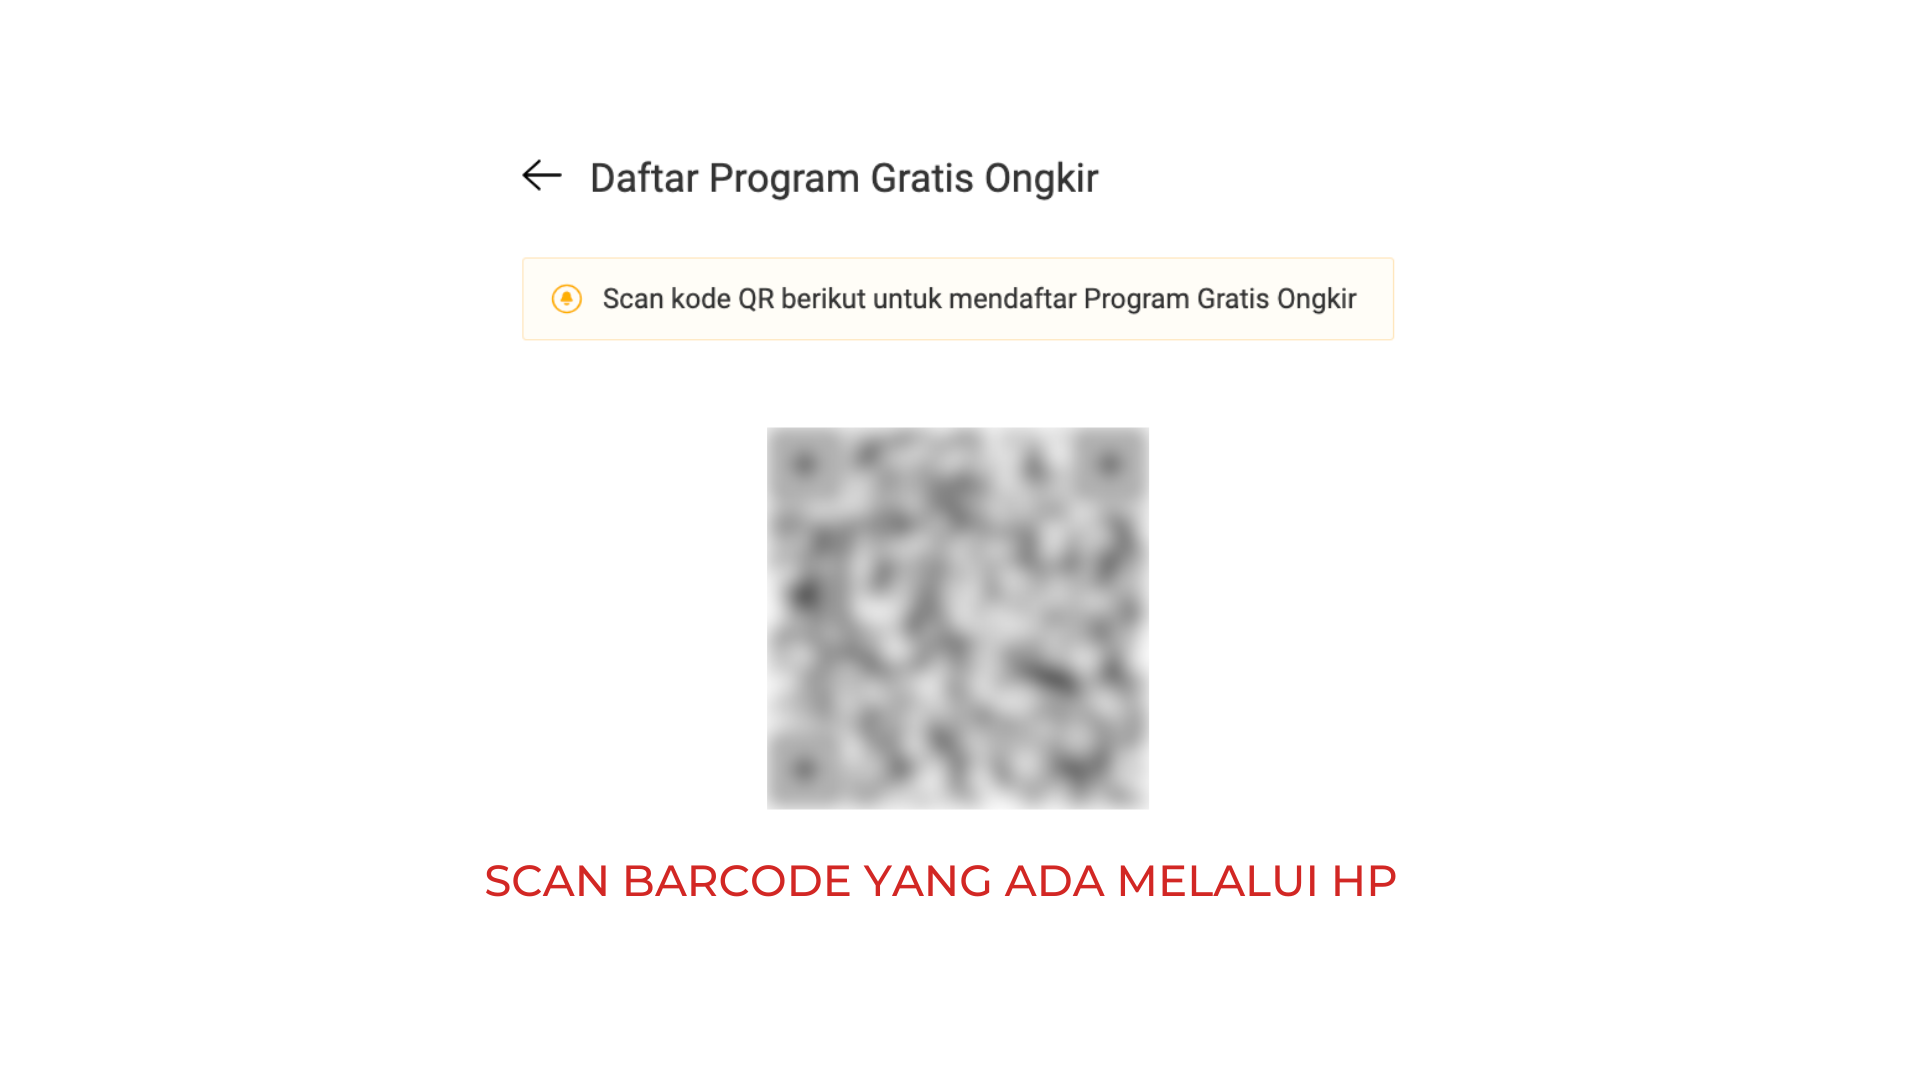 Daftar Program Gratis Ongkir
Scan kode QR berikut untuk mendaftar Program Gratis Ongkir
SCAN BARCODE YANG ADA MELALUI HP